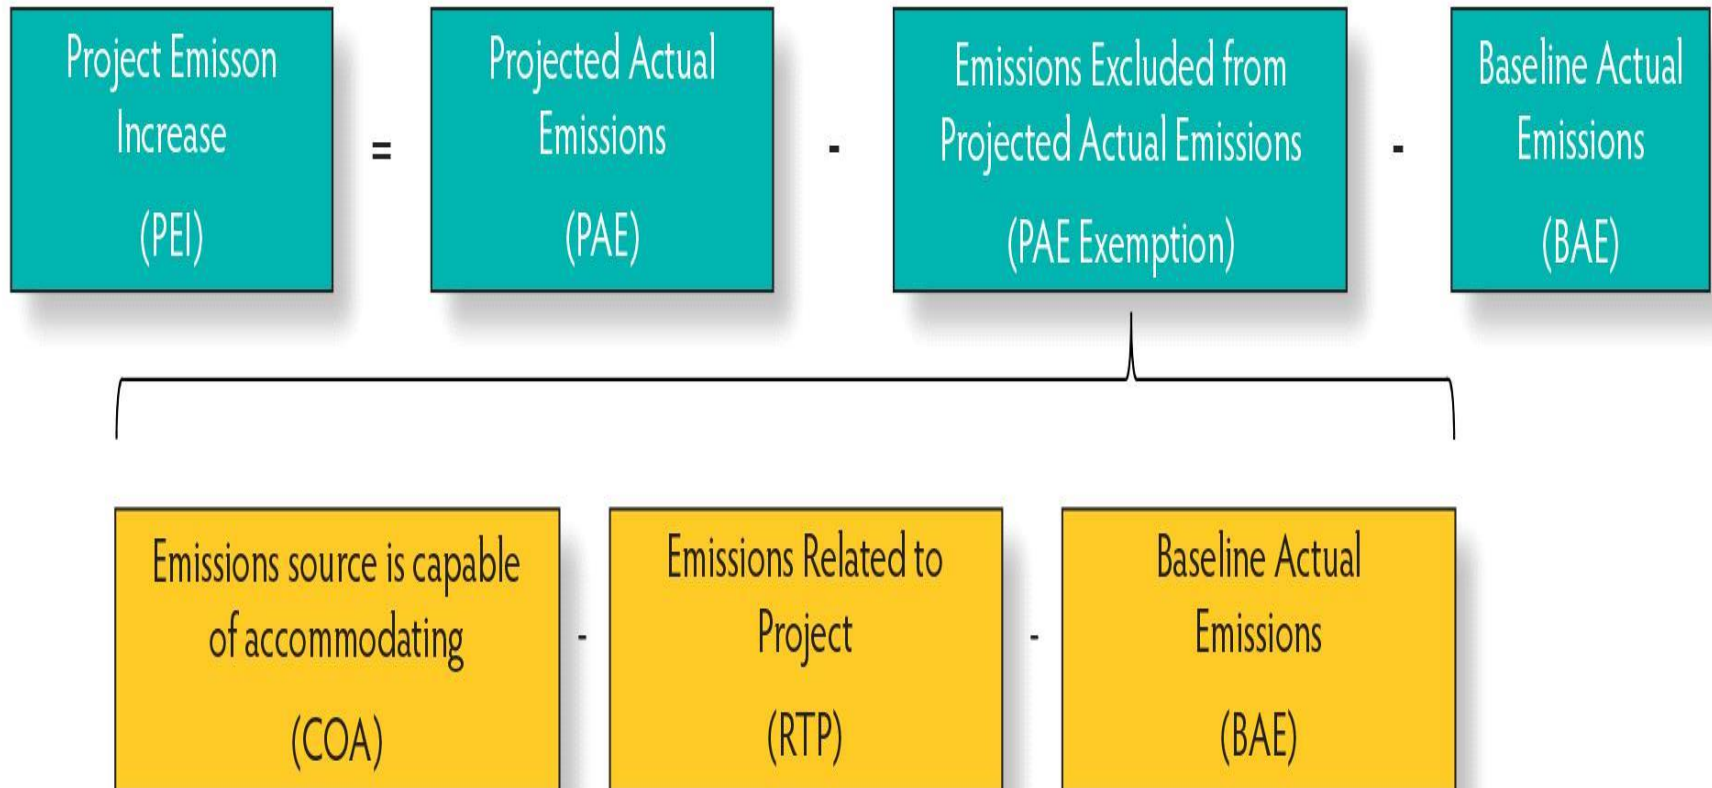 Project Emisson
Increase
(PEI)
=
Projected Actual
Emissions
(PAE)
-
Emissions Excluded from
Projected Actual Emissions
(PAE Exemption)
-
Baseline Actual
Emissions
(BAE)
Emissions source is capable
of accommodating
(COA)
-
Emissions Related to
Project
(RTP)
-
Baseline Actual
Emissions
(BAE)